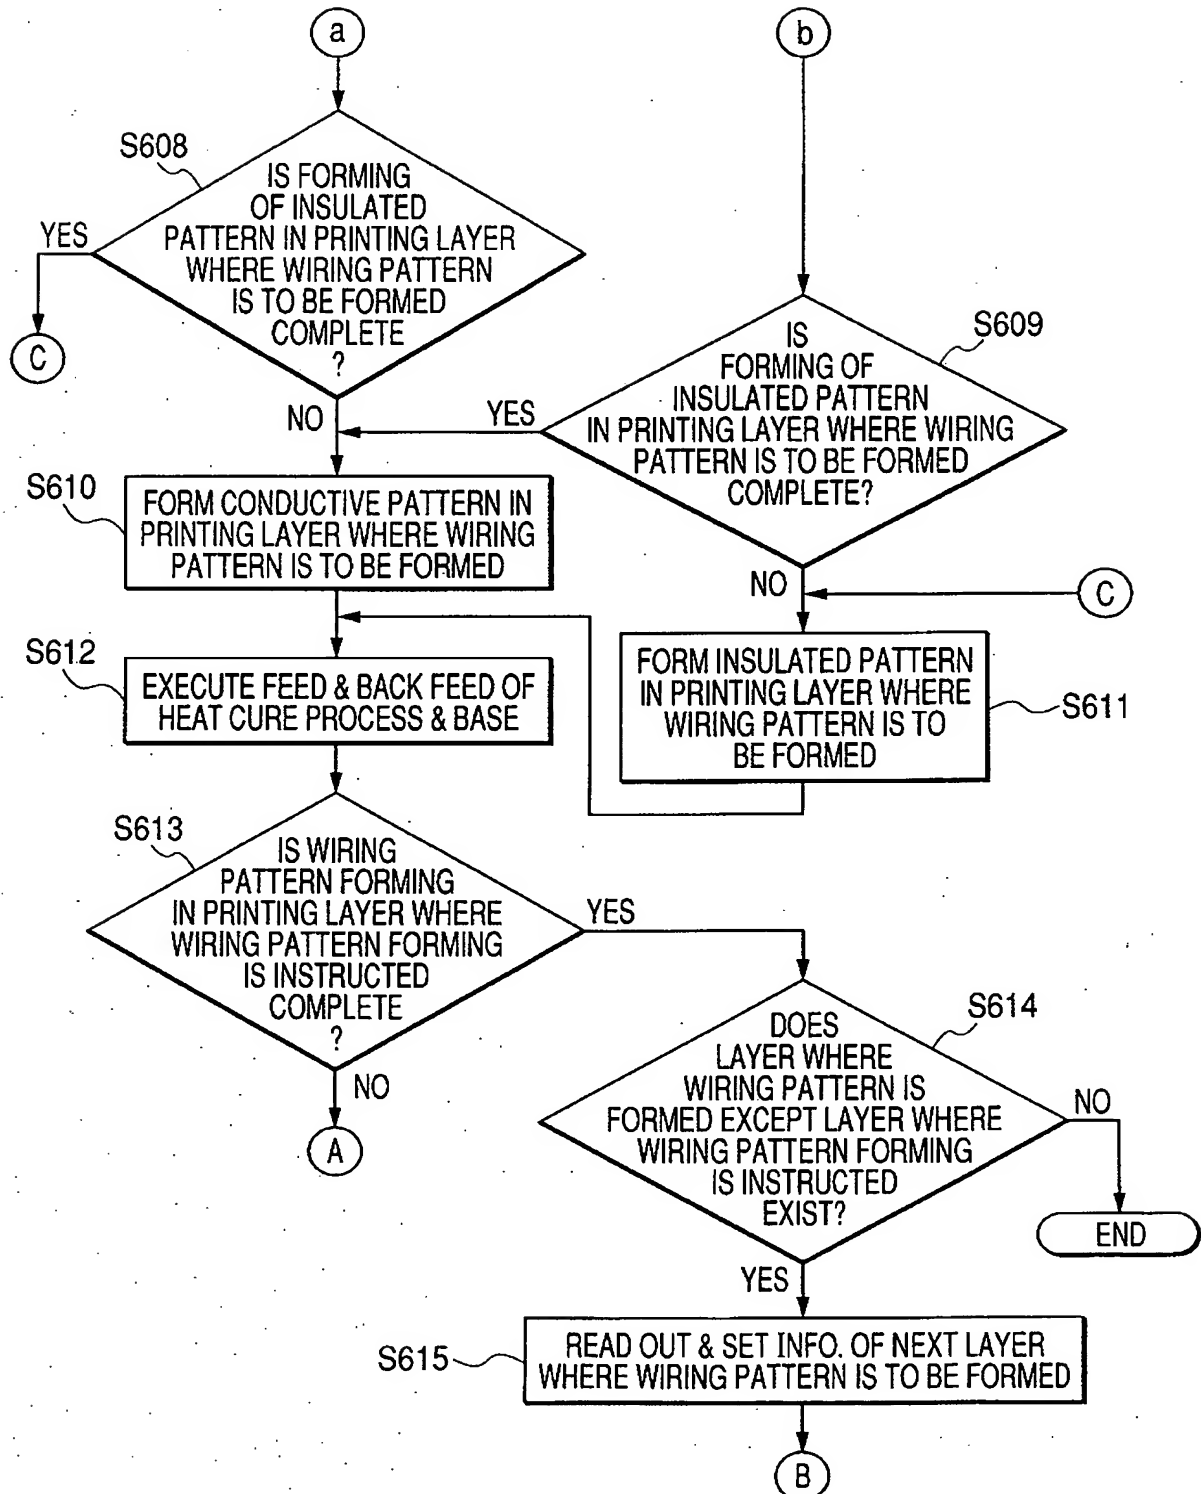 a
b
S608
IS FORMING
OF INSULATED
PATTERN IN PRINTING LAYER
WHERE WIRING PATTERN
IS TO BE FORMED
COMPLETE
?
YES
C
NO
S609
IS
FORMING OF
INSULATED PATTERN
IN PRINTING LAYER WHERE WIRING
PATTERN IS TO BE FORMED
COMPLETE?
YES
NO
C
S610
FORM CONDUCTIVE PATTERN IN
PRINTING LAYER WHERE WIRING
PATTERN IS TO BE FORMED
FORM INSULATED PATTERN
IN PRINTING LAYER WHERE
WIRING PATTERN IS TO
BE FORMED
S611
S612
EXECUTE FEED & BACK FEED OF
HEAT CURE PROCESS & BASE
S613
IS WIRING
PATTERN FORMING
IN PRINTING LAYER WHERE
WIRING PATTERN FORMING
IS INSTRUCTED
COMPLETE
?
YES
NO
A
S614
DOES
LAYER WHERE
WIRING PATTERN IS
FORMED EXCEPT LAYER WHERE
WIRING PATTERN FORMING
IS INSTRUCTED
EXIST?
NO
END
YES
S615
READ OUT & SET INFO. OF NEXT LAYER
WHERE WIRING PATTERN IS TO BE FORMED
B